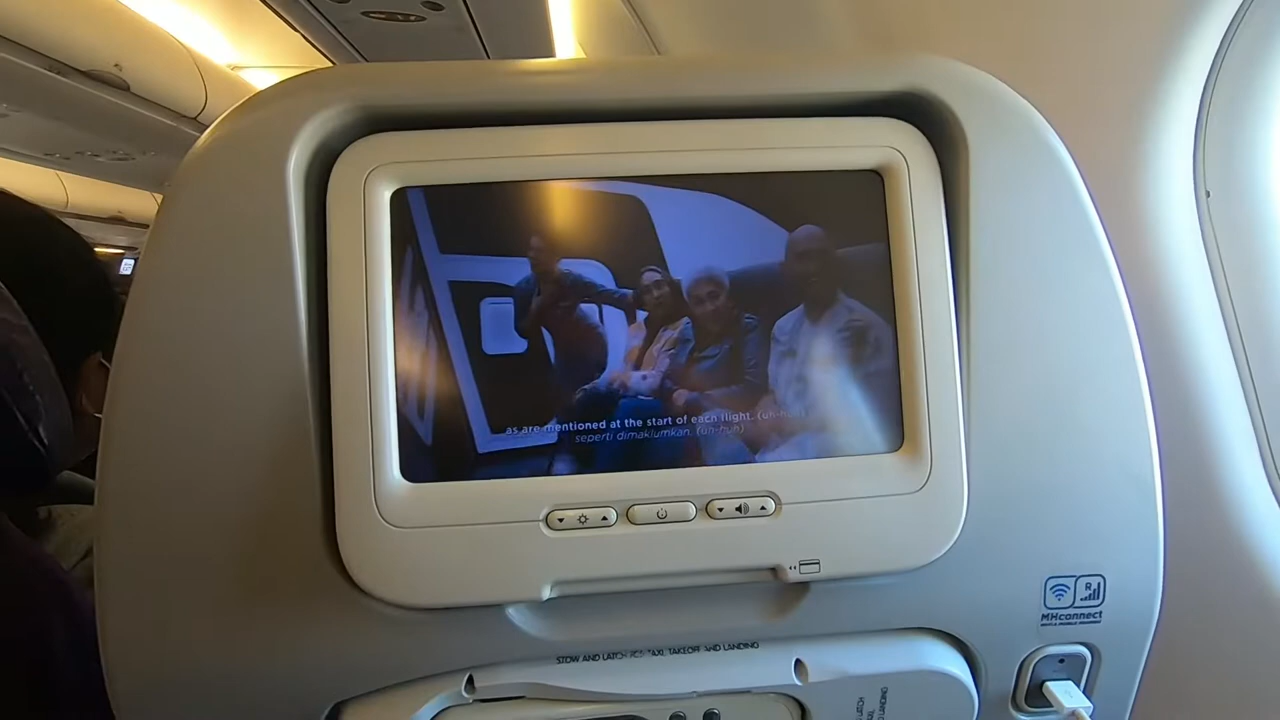 as are mentioned at the start of each flight. (uh-huh)
seperti dimaklumkan. (uh-huh)
MHconnect
STOW AND LATCH TAXI, TAKEOFF AND LANDING